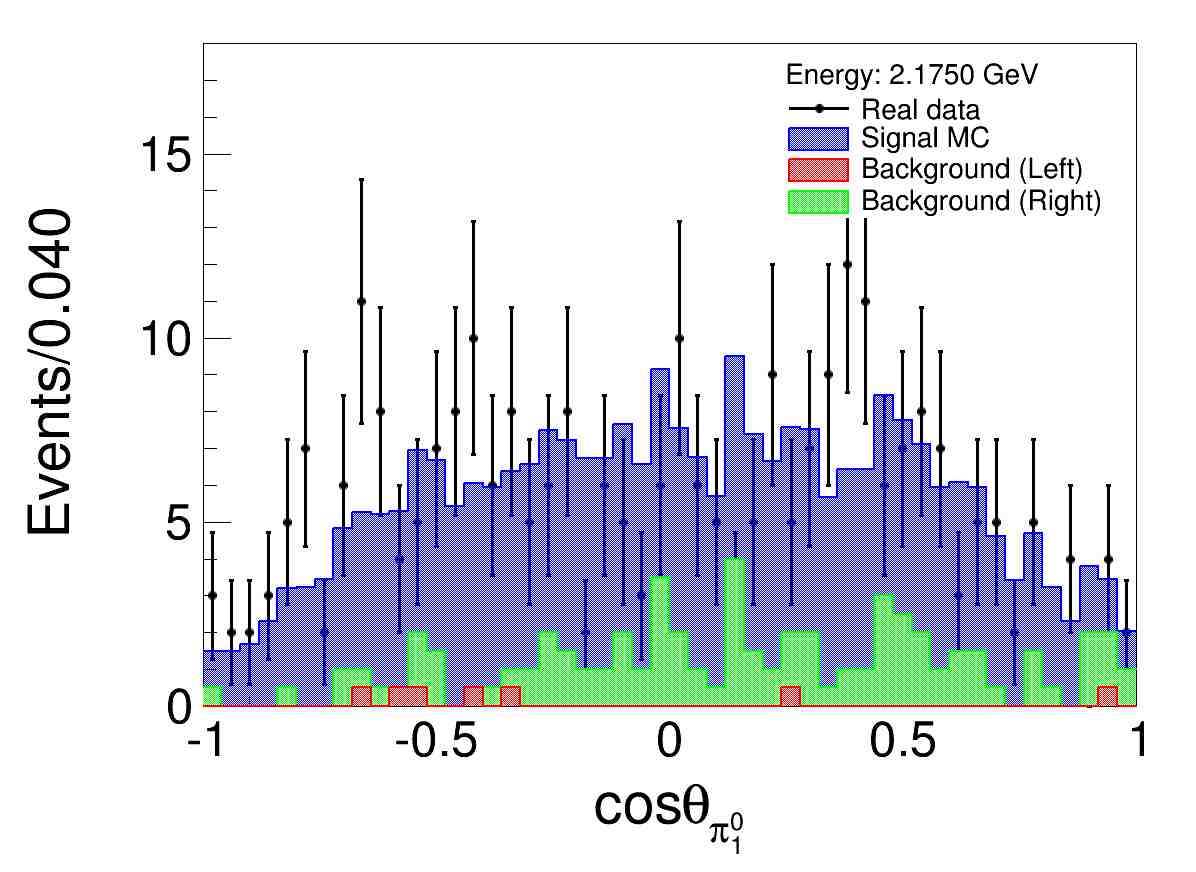 Energy: 2.1750 GeV
Real data
Signal MC
Background (Left)
Background (Right)
Events/0.040
15
10
5
0
-1 -0.5 0 0.5 1
cosθπ⁰₁